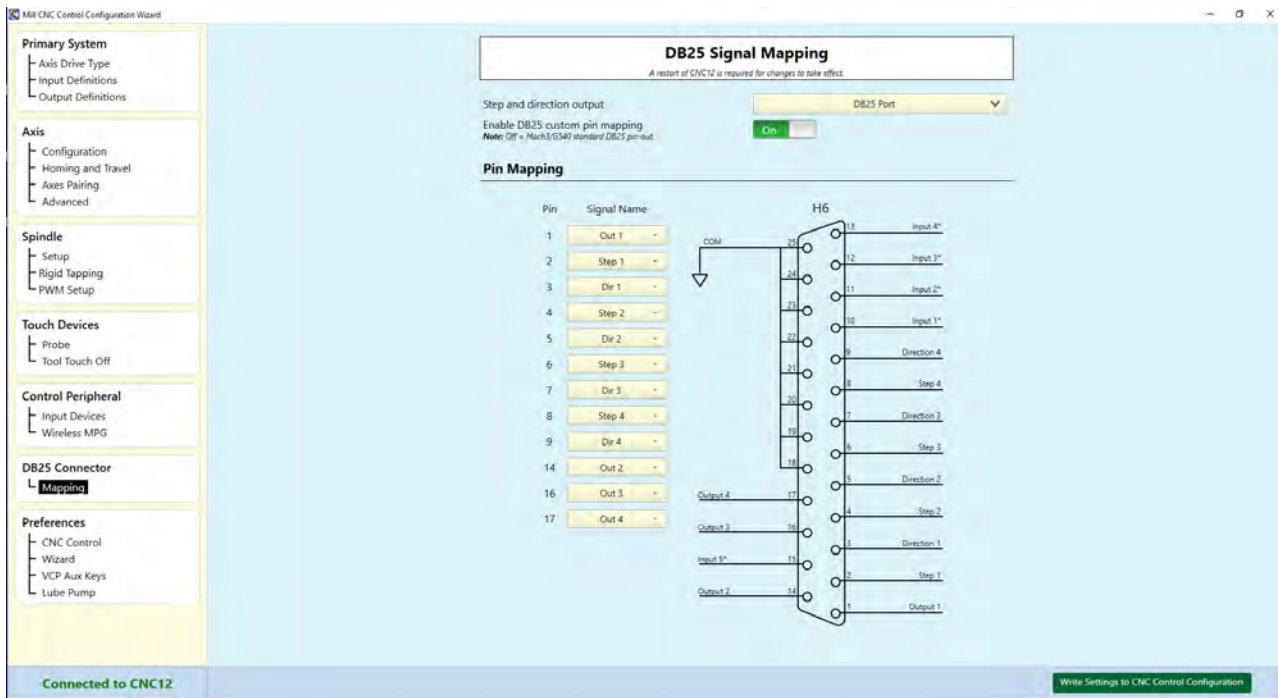 Mill CNC Control Configuration Wizard
Primary System
Axis Drive Type
Input Definitions
Output Definitions
Axis
Configuration
Homing and Travel
Axes Pairing
Advanced
Spindle
Setup
Rigid Tapping
PWM Setup
Touch Devices
Probe
Tool Touch Off
Control Peripheral
Input Devices
Wireless MPG
DB25 Connector
Mapping
Preferences
CNC Control
Wizard
VCP Aux Keys
Lube Pump
Connected to CNC12
DB25 Signal Mapping
A restart of CNC12 is required for changes to take effect.
Step and direction output DB25 Port
Enable DB25 custom pin mapping On
Note: Off = Mach3/G540 standard DB25 pin-out.
Pin Mapping
Pin Signal Name
1 Out 1
2 Step 1
3 Dir 1
4 Step 2
5 Dir 2
6 Step 3
7 Dir 3
8 Step 4
9 Dir 4
14 Out 2
16 Out 3
17 Out 4
H6
13 Input 4*
COM 25
12 Input 3*
24
11 Input 2*
23
10 Input 1*
22
9 Direction 4
21
8 Step 4
20
7 Direction 3
19
6 Step 3
18
5 Direction 2
Output 4 17
4 Step 2
Output 3 16
3 Direction 1
Input 5* 15
2 Step 1
Output 2 14
1 Output 1
Write Settings to CNC Control Configuration